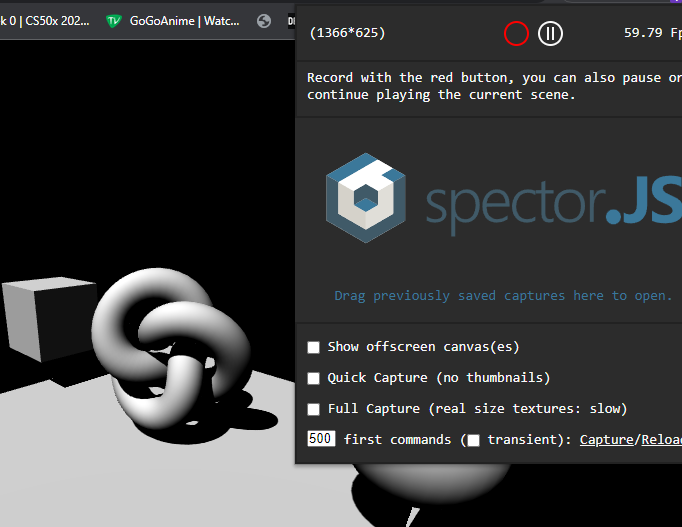 k 0 | CS50x 202...
GoGoAnime | Watc...
(1366*625)
59.79 Fp
Record with the red button, you can also pause or
continue playing the current scene.
spector.JS
Drag previously saved captures here to open.
Show offscreen canvas(es)
Quick Capture (no thumbnails)
Full Capture (real size textures: slow)
500 first commands ( transient): Capture/Reload